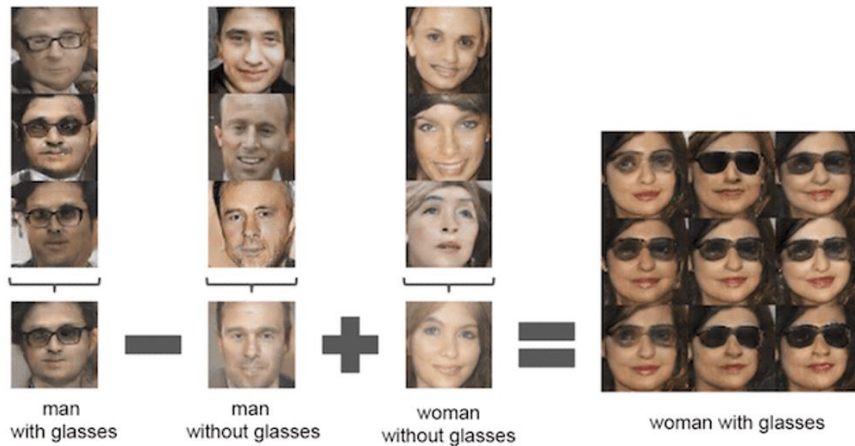 man
with glasses
man
without glasses
woman
without glasses
woman with glasses